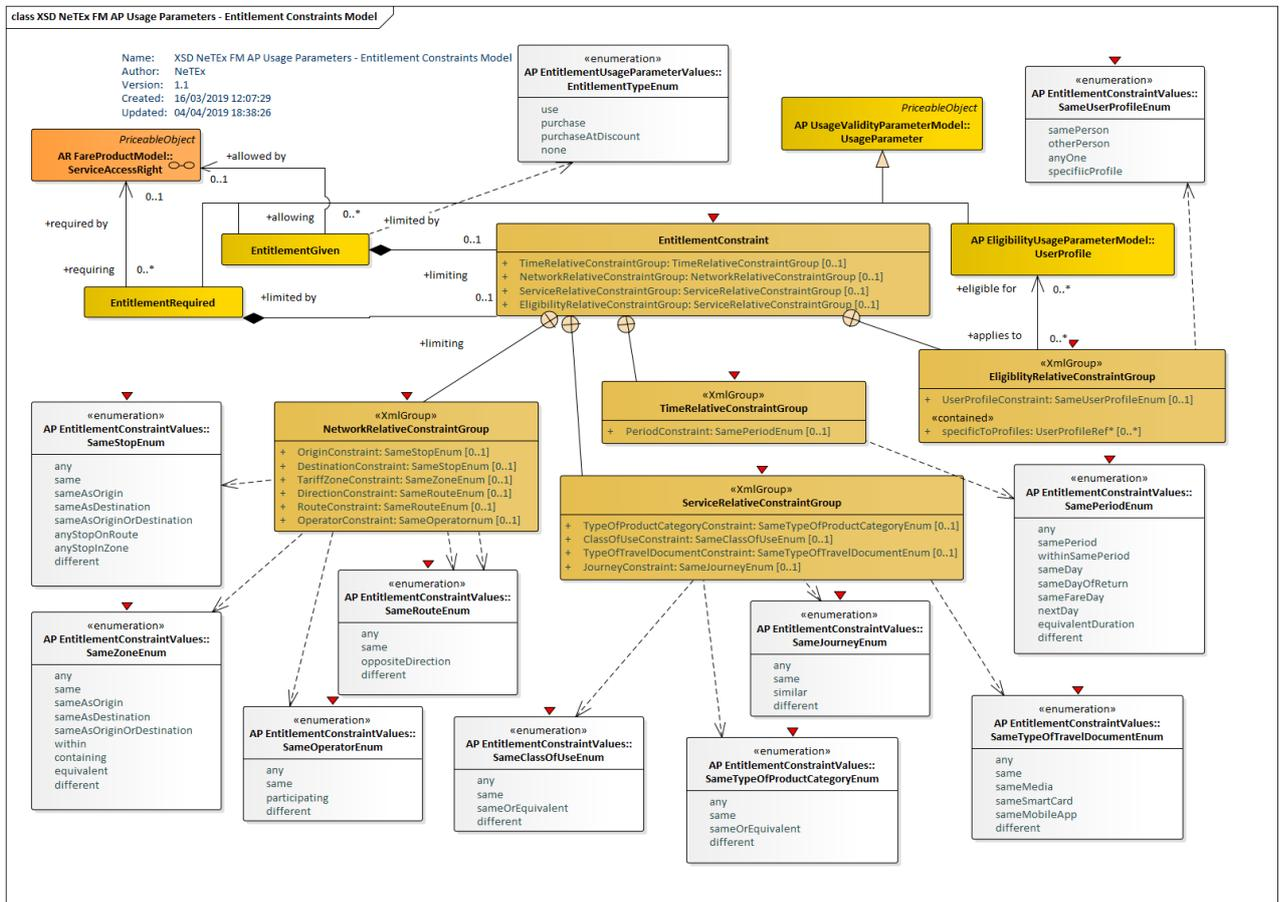 class XSD NeTEx FM AP Usage Parameters - Entitlement Constraints Model
Name: XSD NeTEx FM AP Usage Parameters - Entitlement Constraints Model
Author: NeTEx
Version: 1.1
Created: 16/03/2019 12:07:29
Updated: 04/04/2019 18:38:26
«enumeration»
AP EntitlementUsageParameterValues::
EntitlementTypeEnum
use
purchase
purchaseAtDiscount
none
PriceableObject
AP UsageValidityParameterModel::
UsageParameter
«enumeration»
AP EntitlementConstraintValues::
SameUserProfileEnum
samePerson
otherPerson
anyOne
specifiicProfile
PriceableObject
AR FareProductModel::
ServiceAccessRight
+allowed by
0..1
0..1
+required by
+allowing
0..*
+limited by
EntitlementGiven
0..1
+requiring
0..*
+limiting
EntitlementRequired
+limited by
0..1
+limiting
EntitlementConstraint
+ TimeRelativeConstraintGroup: TimeRelativeConstraintGroup [0..1]
+ NetworkRelativeConstraintGroup: NetworkRelativeConstraintGroup [0..1]
+ ServiceRelativeConstraintGroup: ServiceRelativeConstraintGroup [0..1]
+ EligibilityRelativeConstraintGroup: ServiceRelativeConstraintGroup [0..1]
AP EligibilityUsageParameterModel::
UserProfile
+eligible for
0..*
+applies to
0..*
«XmlGroup»
EligiblityRelativeConstraintGroup
+ UserProfileConstraint: SameUserProfileEnum [0..1]
«contained»
+ specificToProfiles: UserProfileRef* [0..*]
«XmlGroup»
TimeRelativeConstraintGroup
+ PeriodConstraint: SamePeriodEnum [0..1]
«enumeration»
AP EntitlementConstraintValues::
SameStopEnum
any
same
sameAsOrigin
sameAsDestination
sameAsOriginOrDestination
anyStopOnRoute
anyStopInZone
different
«XmlGroup»
NetworkRelativeConstraintGroup
+ OriginConstraint: SameStopEnum [0..1]
+ DestinationConstraint: SameStopEnum [0..1]
+ TariffZoneConstraint: SameZoneEnum [0..1]
+ DirectionConstraint: SameRouteEnum [0..1]
+ RouteConstraint: SameRouteEnum [0..1]
+ OperatorConstraint: SameOperatornum [0..1]
«XmlGroup»
ServiceRelativeConstraintGroup
+ TypeOfProductCategoryConstraint: SameTypeOfProductCategoryEnum [0..1]
+ ClassOfUseConstraint: SameClassOfUseEnum [0..1]
+ TypeOfTravelDocumentConstraint: SameTypeOfTravelDocumentEnum [0..1]
+ JourneyConstraint: SameJourneyEnum [0..1]
«enumeration»
AP EntitlementConstraintValues::
SamePeriodEnum
any
samePeriod
withinSamePeriod
sameDay
sameDayOfReturn
sameFareDay
nextDay
equivalentDuration
different
«enumeration»
AP EntitlementConstraintValues::
SameRouteEnum
any
same
oppositeDirection
different
«enumeration»
AP EntitlementConstraintValues::
SameZoneEnum
any
same
sameAsOrigin
sameAsDestination
sameAsOriginOrDestination
within
containing
equivalent
different
«enumeration»
AP EntitlementConstraintValues::
SameJourneyEnum
any
same
similar
different
«enumeration»
AP EntitlementConstraintValues::
SameOperatorEnum
any
same
participating
different
«enumeration»
AP EntitlementConstraintValues::
SameClassOfUseEnum
any
same
sameOrEquivalent
different
«enumeration»
AP EntitlementConstraintValues::
SameTypeOfProductCategoryEnum
any
same
sameOrEquivalent
different
«enumeration»
AP EntitlementConstraintValues::
SameTypeOfTravelDocumentEnum
any
same
sameMedia
sameSmartCard
sameMobileApp
different